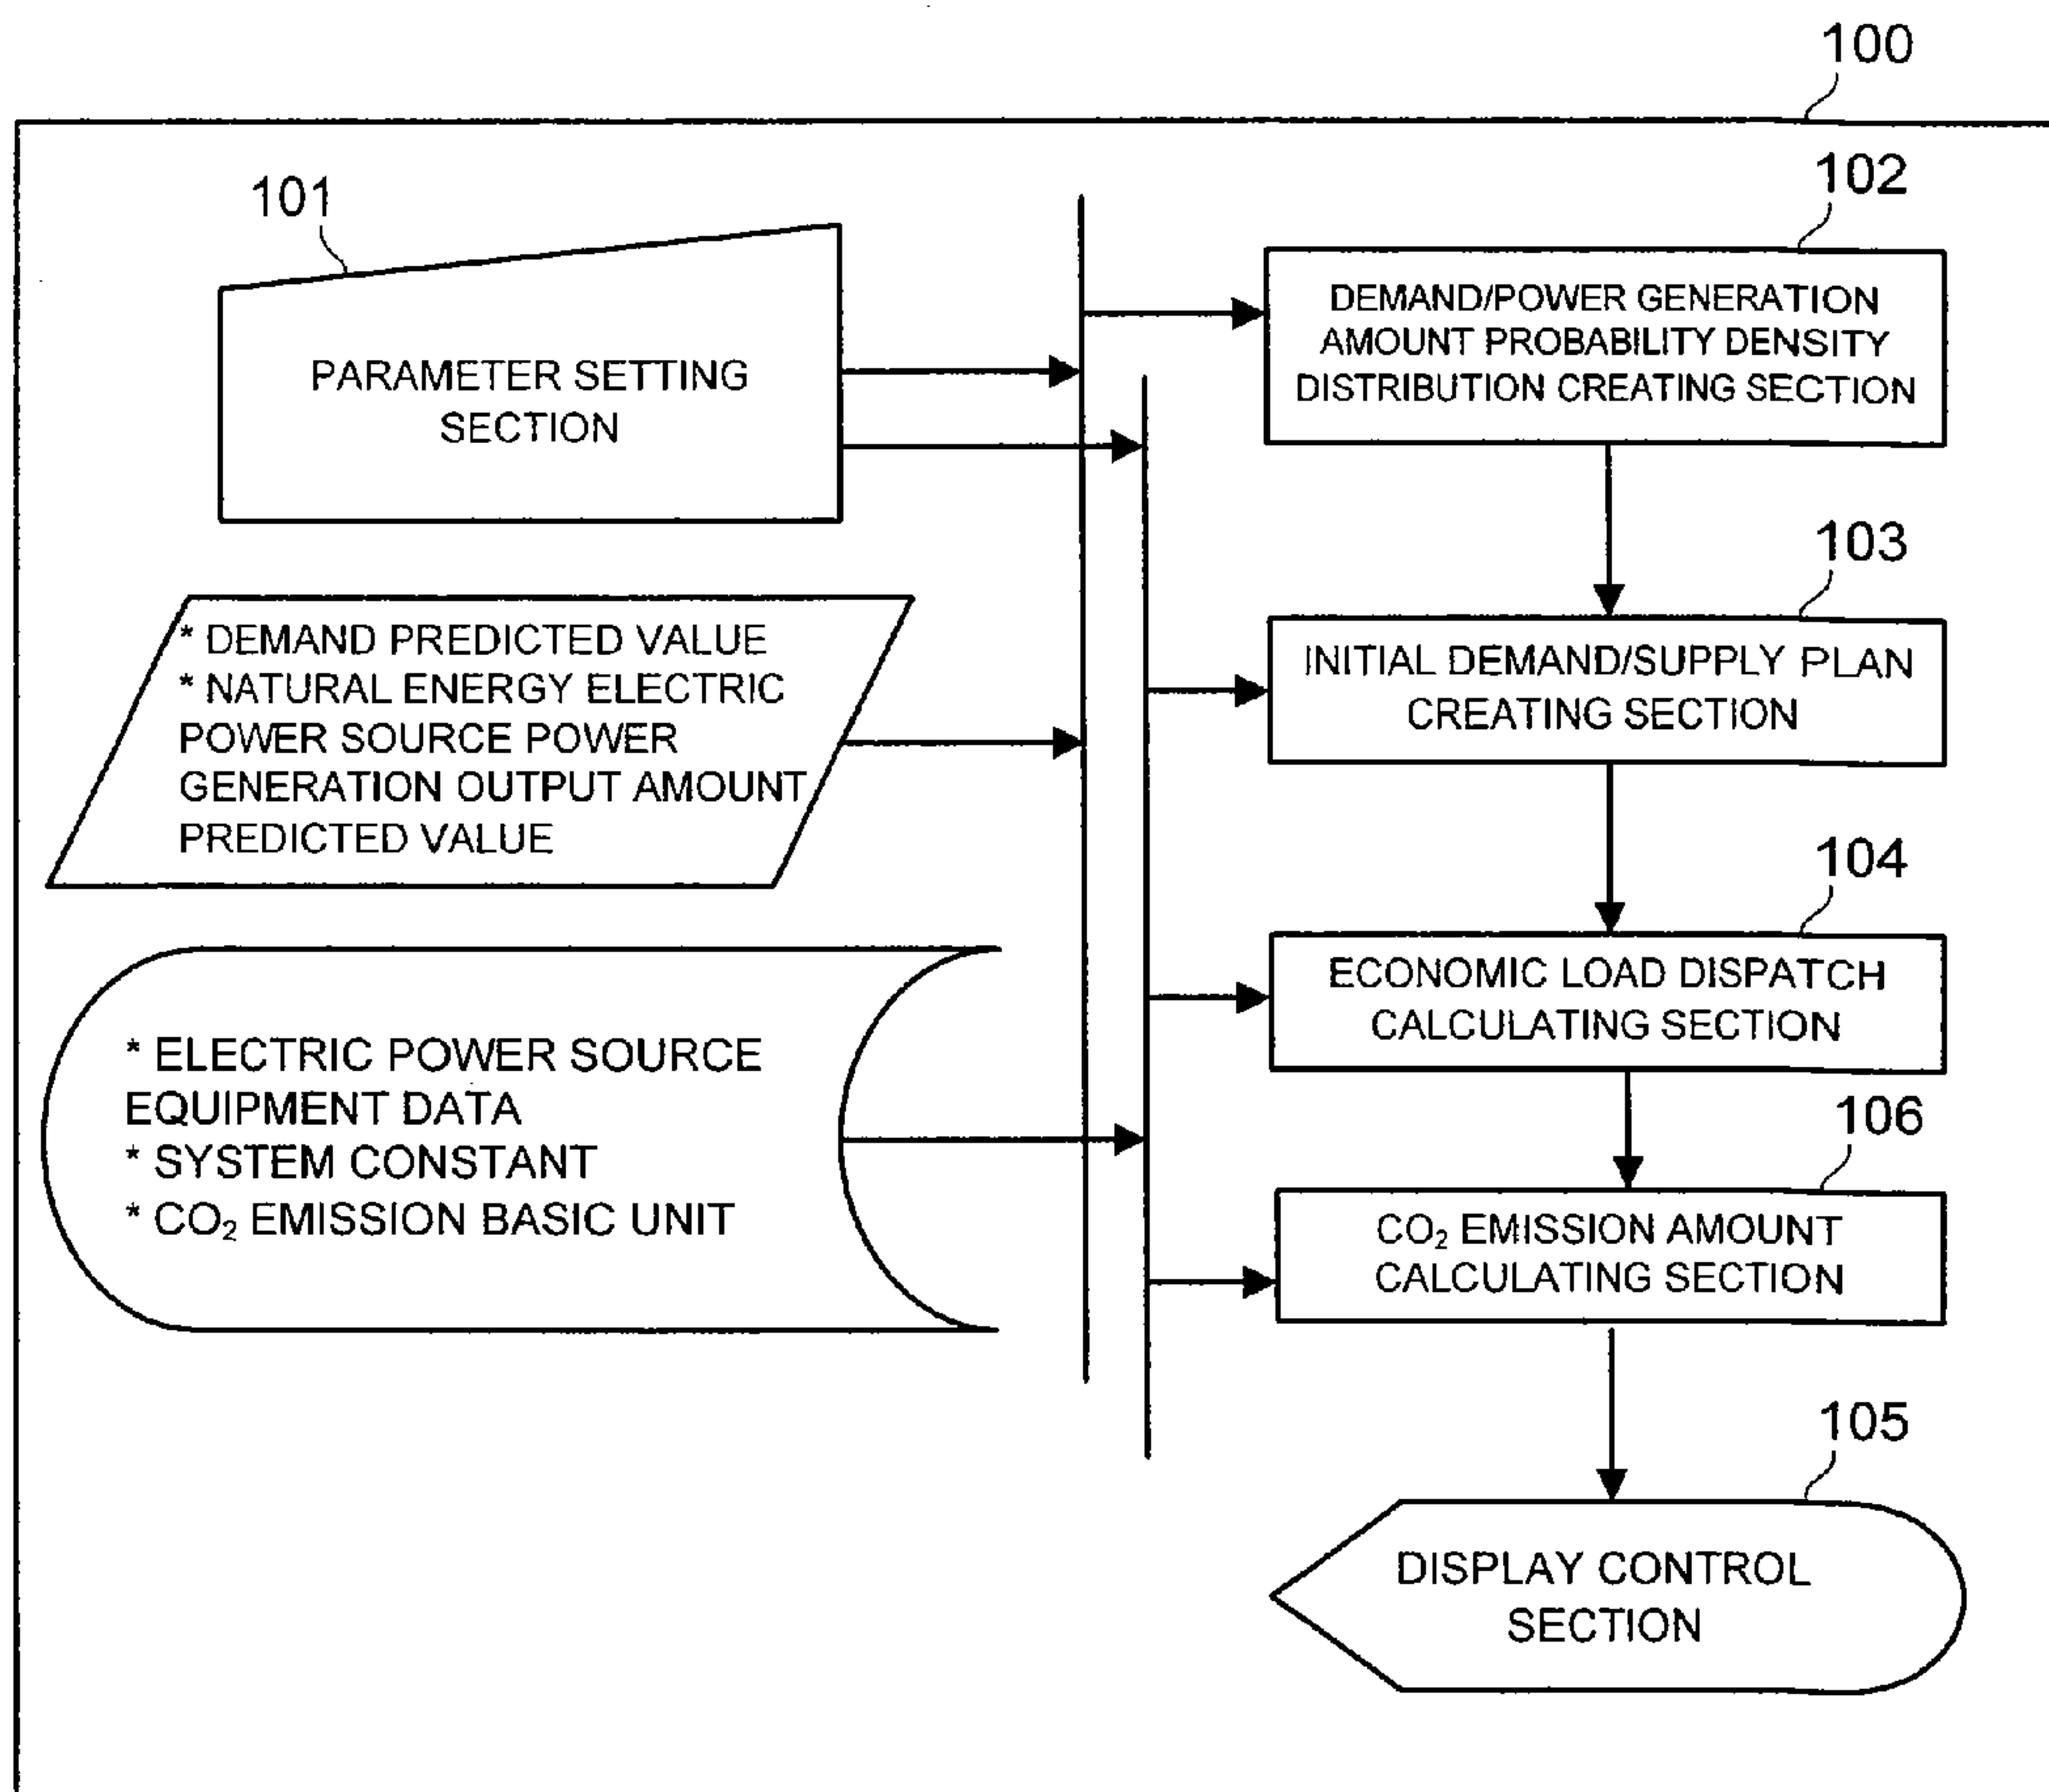 100
101
PARAMETER SETTING
SECTION
* DEMAND PREDICTED VALUE
* NATURAL ENERGY ELECTRIC
POWER SOURCE POWER
GENERATION OUTPUT AMOUNT
PREDICTED VALUE
* ELECTRIC POWER SOURCE
EQUIPMENT DATA
* SYSTEM CONSTANT
* CO₂ EMISSION BASIC UNIT
102
DEMAND/POWER GENERATION
AMOUNT PROBABILITY DENSITY
DISTRIBUTION CREATING SECTION
103
INITIAL DEMAND/SUPPLY PLAN
CREATING SECTION
104
ECONOMIC LOAD DISPATCH
CALCULATING SECTION
106
CO₂ EMISSION AMOUNT
CALCULATING SECTION
105
DISPLAY CONTROL
SECTION